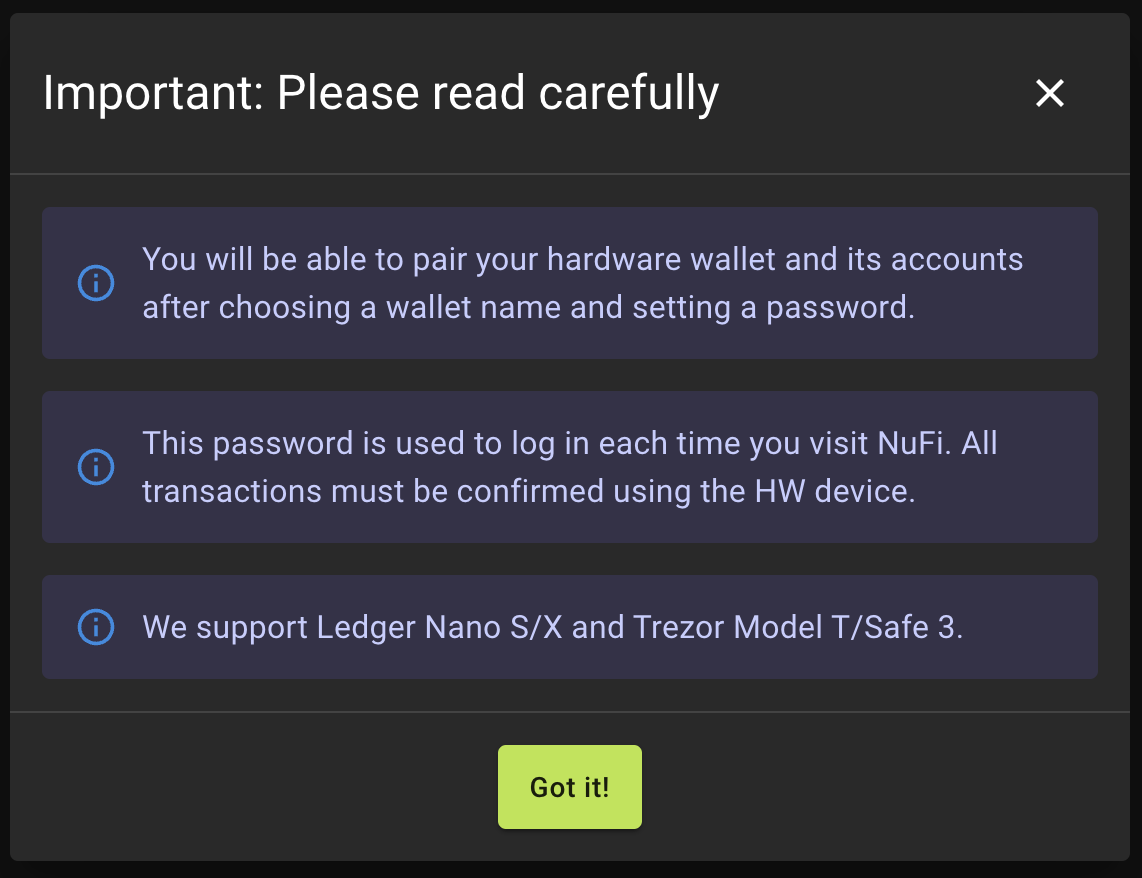 Important: Please read carefully
You will be able to pair your hardware wallet and its accounts
after choosing a wallet name and setting a password.
This password is used to log in each time you visit NuFi. All
transactions must be confirmed using the HW device.
We support Ledger Nano S/X and Trezor Model T/Safe 3.
Got it!